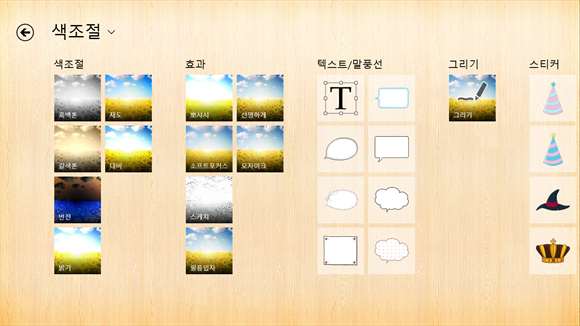 색조절
색조절
효과
텍스트/말풍선
그리기
스티커
흑백톤
채도
뽀샤시
선명하게
T
그리기
갈색톤
대비
소프트포커스
모자이크
반전
스케치
밝기
필름입자